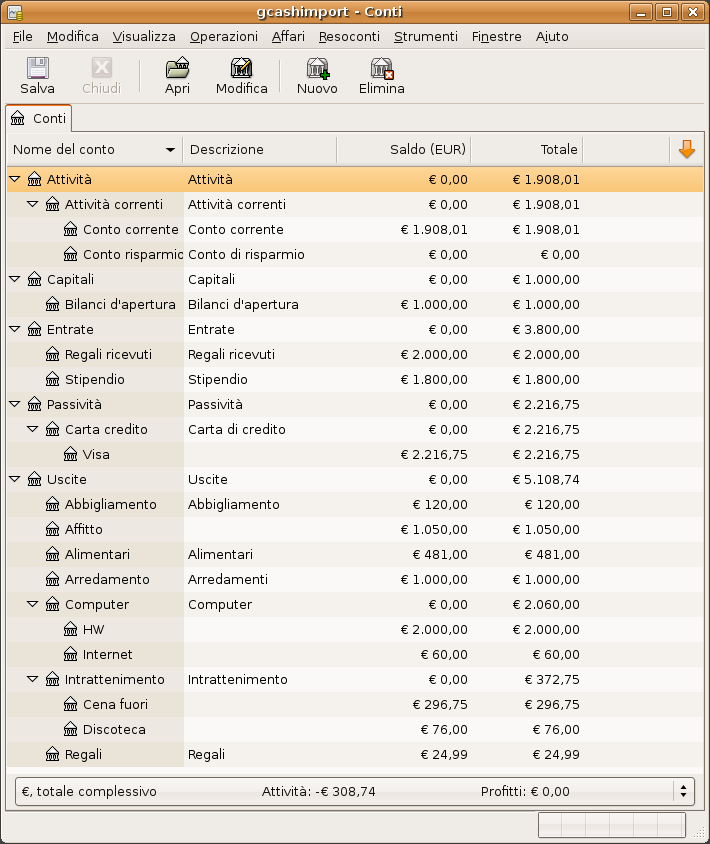 gcashimport - Conti
File Modifica Visualizza Operazioni Affari Resoconti Strumenti Finestre Aiuto
Salva Chiudi Apri Modifica Nuovo Elimina
Conti
Nome del conto Descrizione Saldo (EUR) Totale
Attività Attività € 0,00 € 1.908,01
Attività correnti Attività correnti € 0,00 € 1.908,01
Conto corrente Conto corrente € 1.908,01 € 1.908,01
Conto risparmio Conto di risparmio € 0,00 € 0,00
Capitali Capitali € 0,00 € 1.000,00
Bilanci d'apertura Bilanci d'apertura € 1.000,00 € 1.000,00
Entrate Entrate € 0,00 € 3.800,00
Regali ricevuti Regali ricevuti € 2.000,00 € 2.000,00
Stipendio Stipendio € 1.800,00 € 1.800,00
Passività Passività € 0,00 € 2.216,75
Carta credito Carta di credito € 0,00 € 2.216,75
Visa € 2.216,75 € 2.216,75
Uscite Uscite € 0,00 € 5.108,74
Abbigliamento Abbigliamento € 120,00 € 120,00
Affitto € 1.050,00 € 1.050,00
Alimentari Alimentari € 481,00 € 481,00
Arredamento Arredamenti € 1.000,00 € 1.000,00
Computer Computer € 0,00 € 2.060,00
HW € 2.000,00 € 2.000,00
Internet € 60,00 € 60,00
Intrattenimento Intrattenimento € 0,00 € 372,75
Cena fuori € 296,75 € 296,75
Discoteca € 76,00 € 76,00
Regali Regali € 24,99 € 24,99
€, totale complessivo Attività: -€ 308,74 Profitti: € 0,00